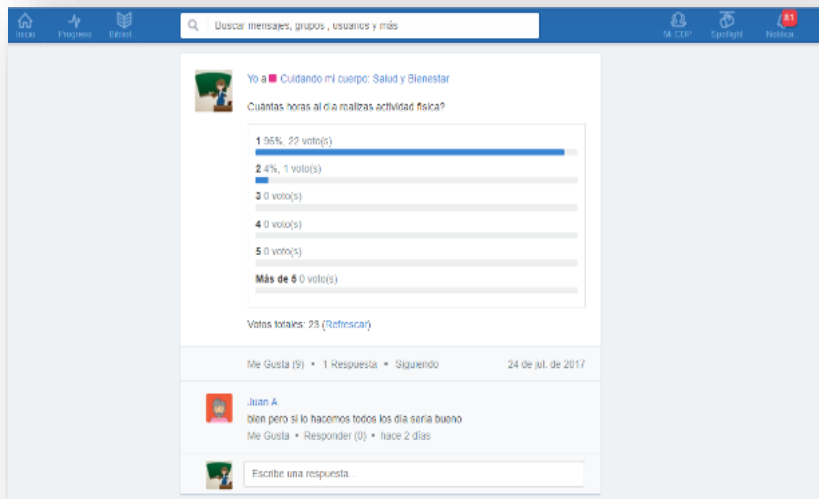 Inicio Progreso Bibliot. Buscar mensajes, grupos , usuarios y más Mi CDP Spotlight 81 Notifica.
Yo a Cuidando mi cuerpo: Salud y Bienestar
Cuántas horas al día realizas actividad física?
1 96%, 22 voto(s)
2 4%, 1 voto(s)
3 0 voto(s)
4 0 voto(s)
5 0 voto(s)
Más de 5 0 voto(s)
Votos totales: 23 (Refrescar)
Me Gusta (9) • 1 Respuesta • Siguiendo 24 de jul. de 2017
Juan A
bien pero si lo hacemos todos los dia seria bueno
Me Gusta • Responder (0) • hace 2 días
Escribe una respuesta...